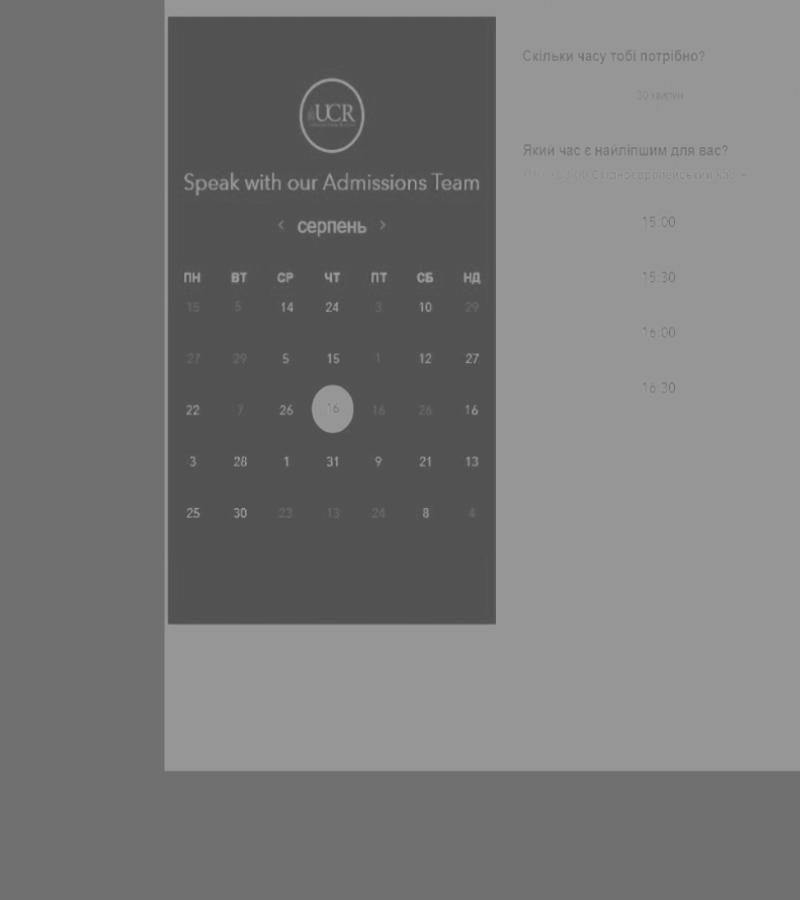 UCR
Speak with our Admissions Team
< серпень >
ПН ВТ СР ЧТ ПТ СБ НД
15 5 14 24 3 10 29
27 29 5 15 1 12 27
22 7 26 16 16 26 16
3 28 1 31 9 21 13
25 30 23 13 24 8 4
Скільки часу тобі потрібно?
30 хвилин
Який час є найліпшим для вас?
Східноєвропейський
15:00
15:30
16:00
16:30